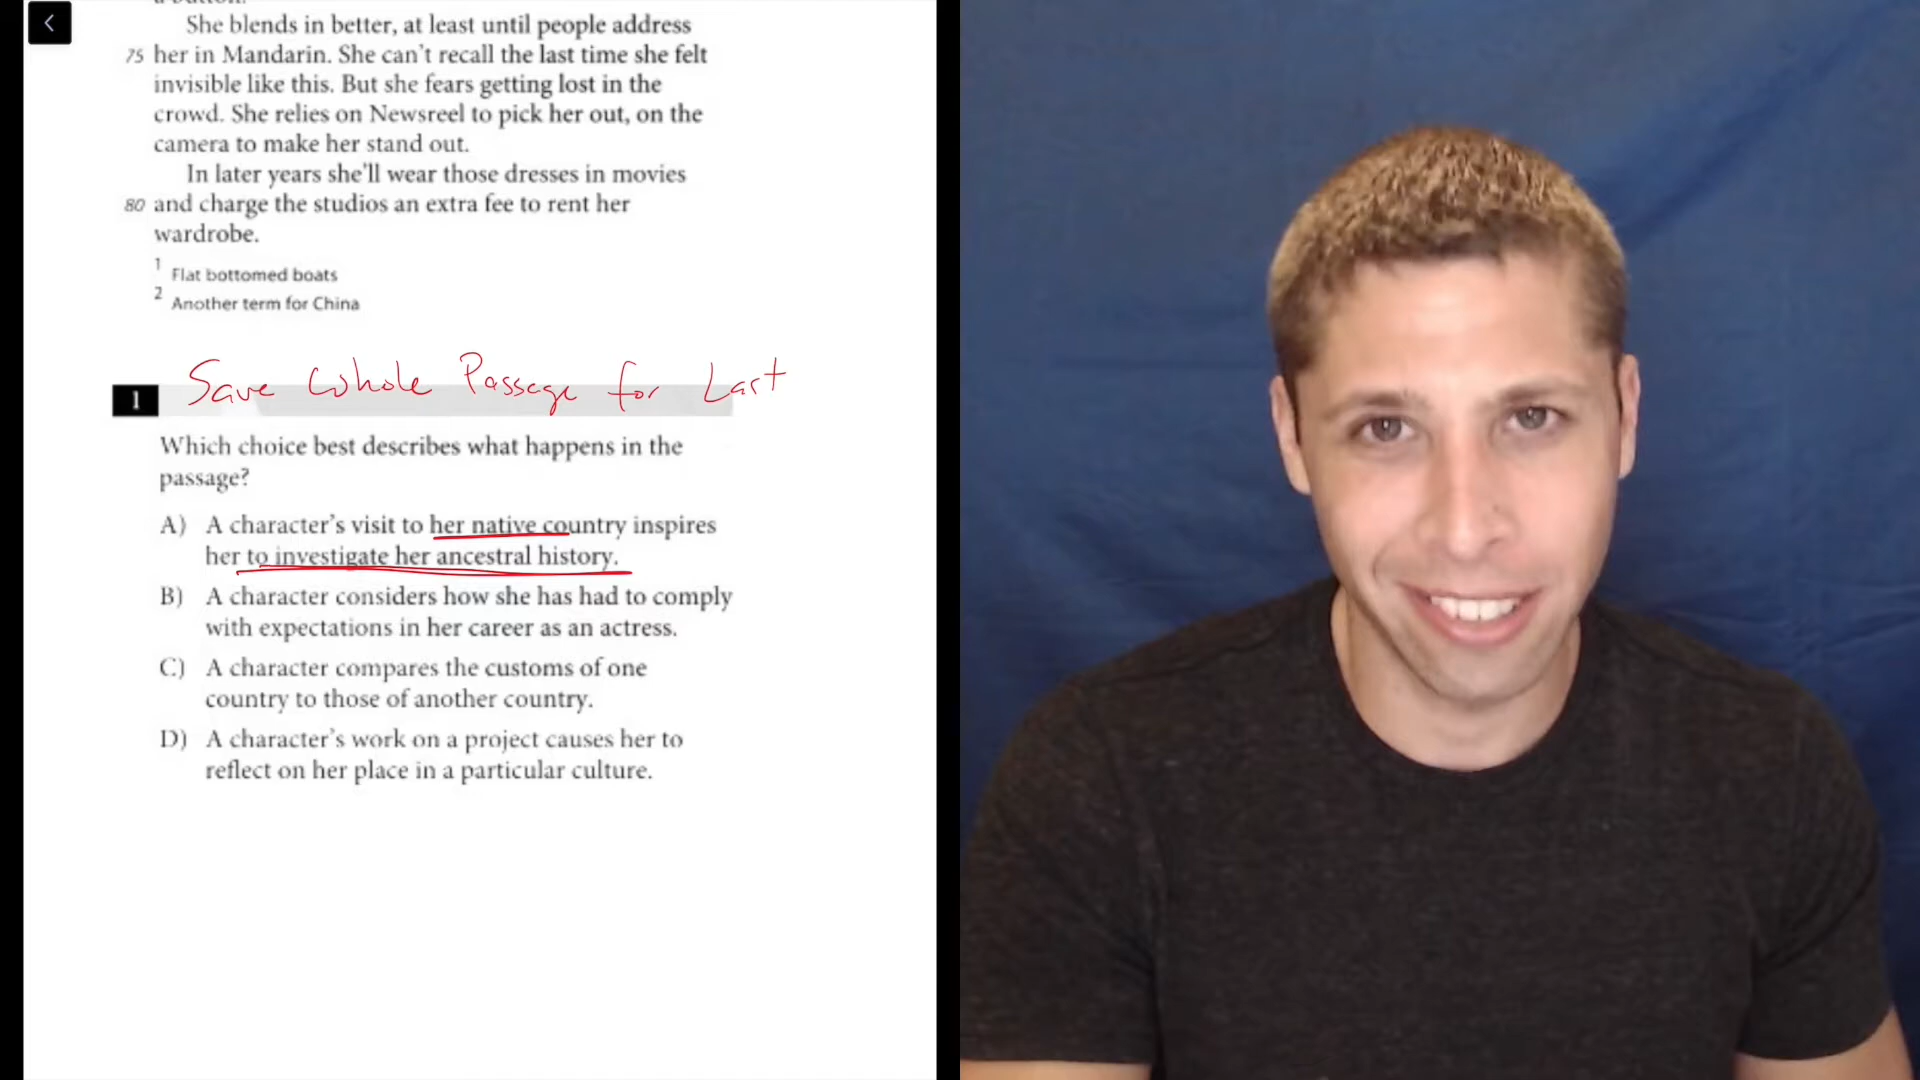 She blends in better, at least until people address
75 her in Mandarin. She can't recall the last time she felt
invisible like this. But she fears getting lost in the
crowd. She relies on Newsreel to pick her out, on the
camera to make her stand out.
In later years she'll wear those dresses in movies
80 and charge the studios an extra fee to rent her
wardrobe.
1 Flat bottomed boats
2 Another term for China
Save Whole Passage for Last
1
Which choice best describes what happens in the
passage?
A) A character's visit to her native country inspires
her to investigate her ancestral history.
B) A character considers how she has had to comply
with expectations in her career as an actress.
C) A character compares the customs of one
country to those of another country.
D) A character's work on a project causes her to
reflect on her place in a particular culture.